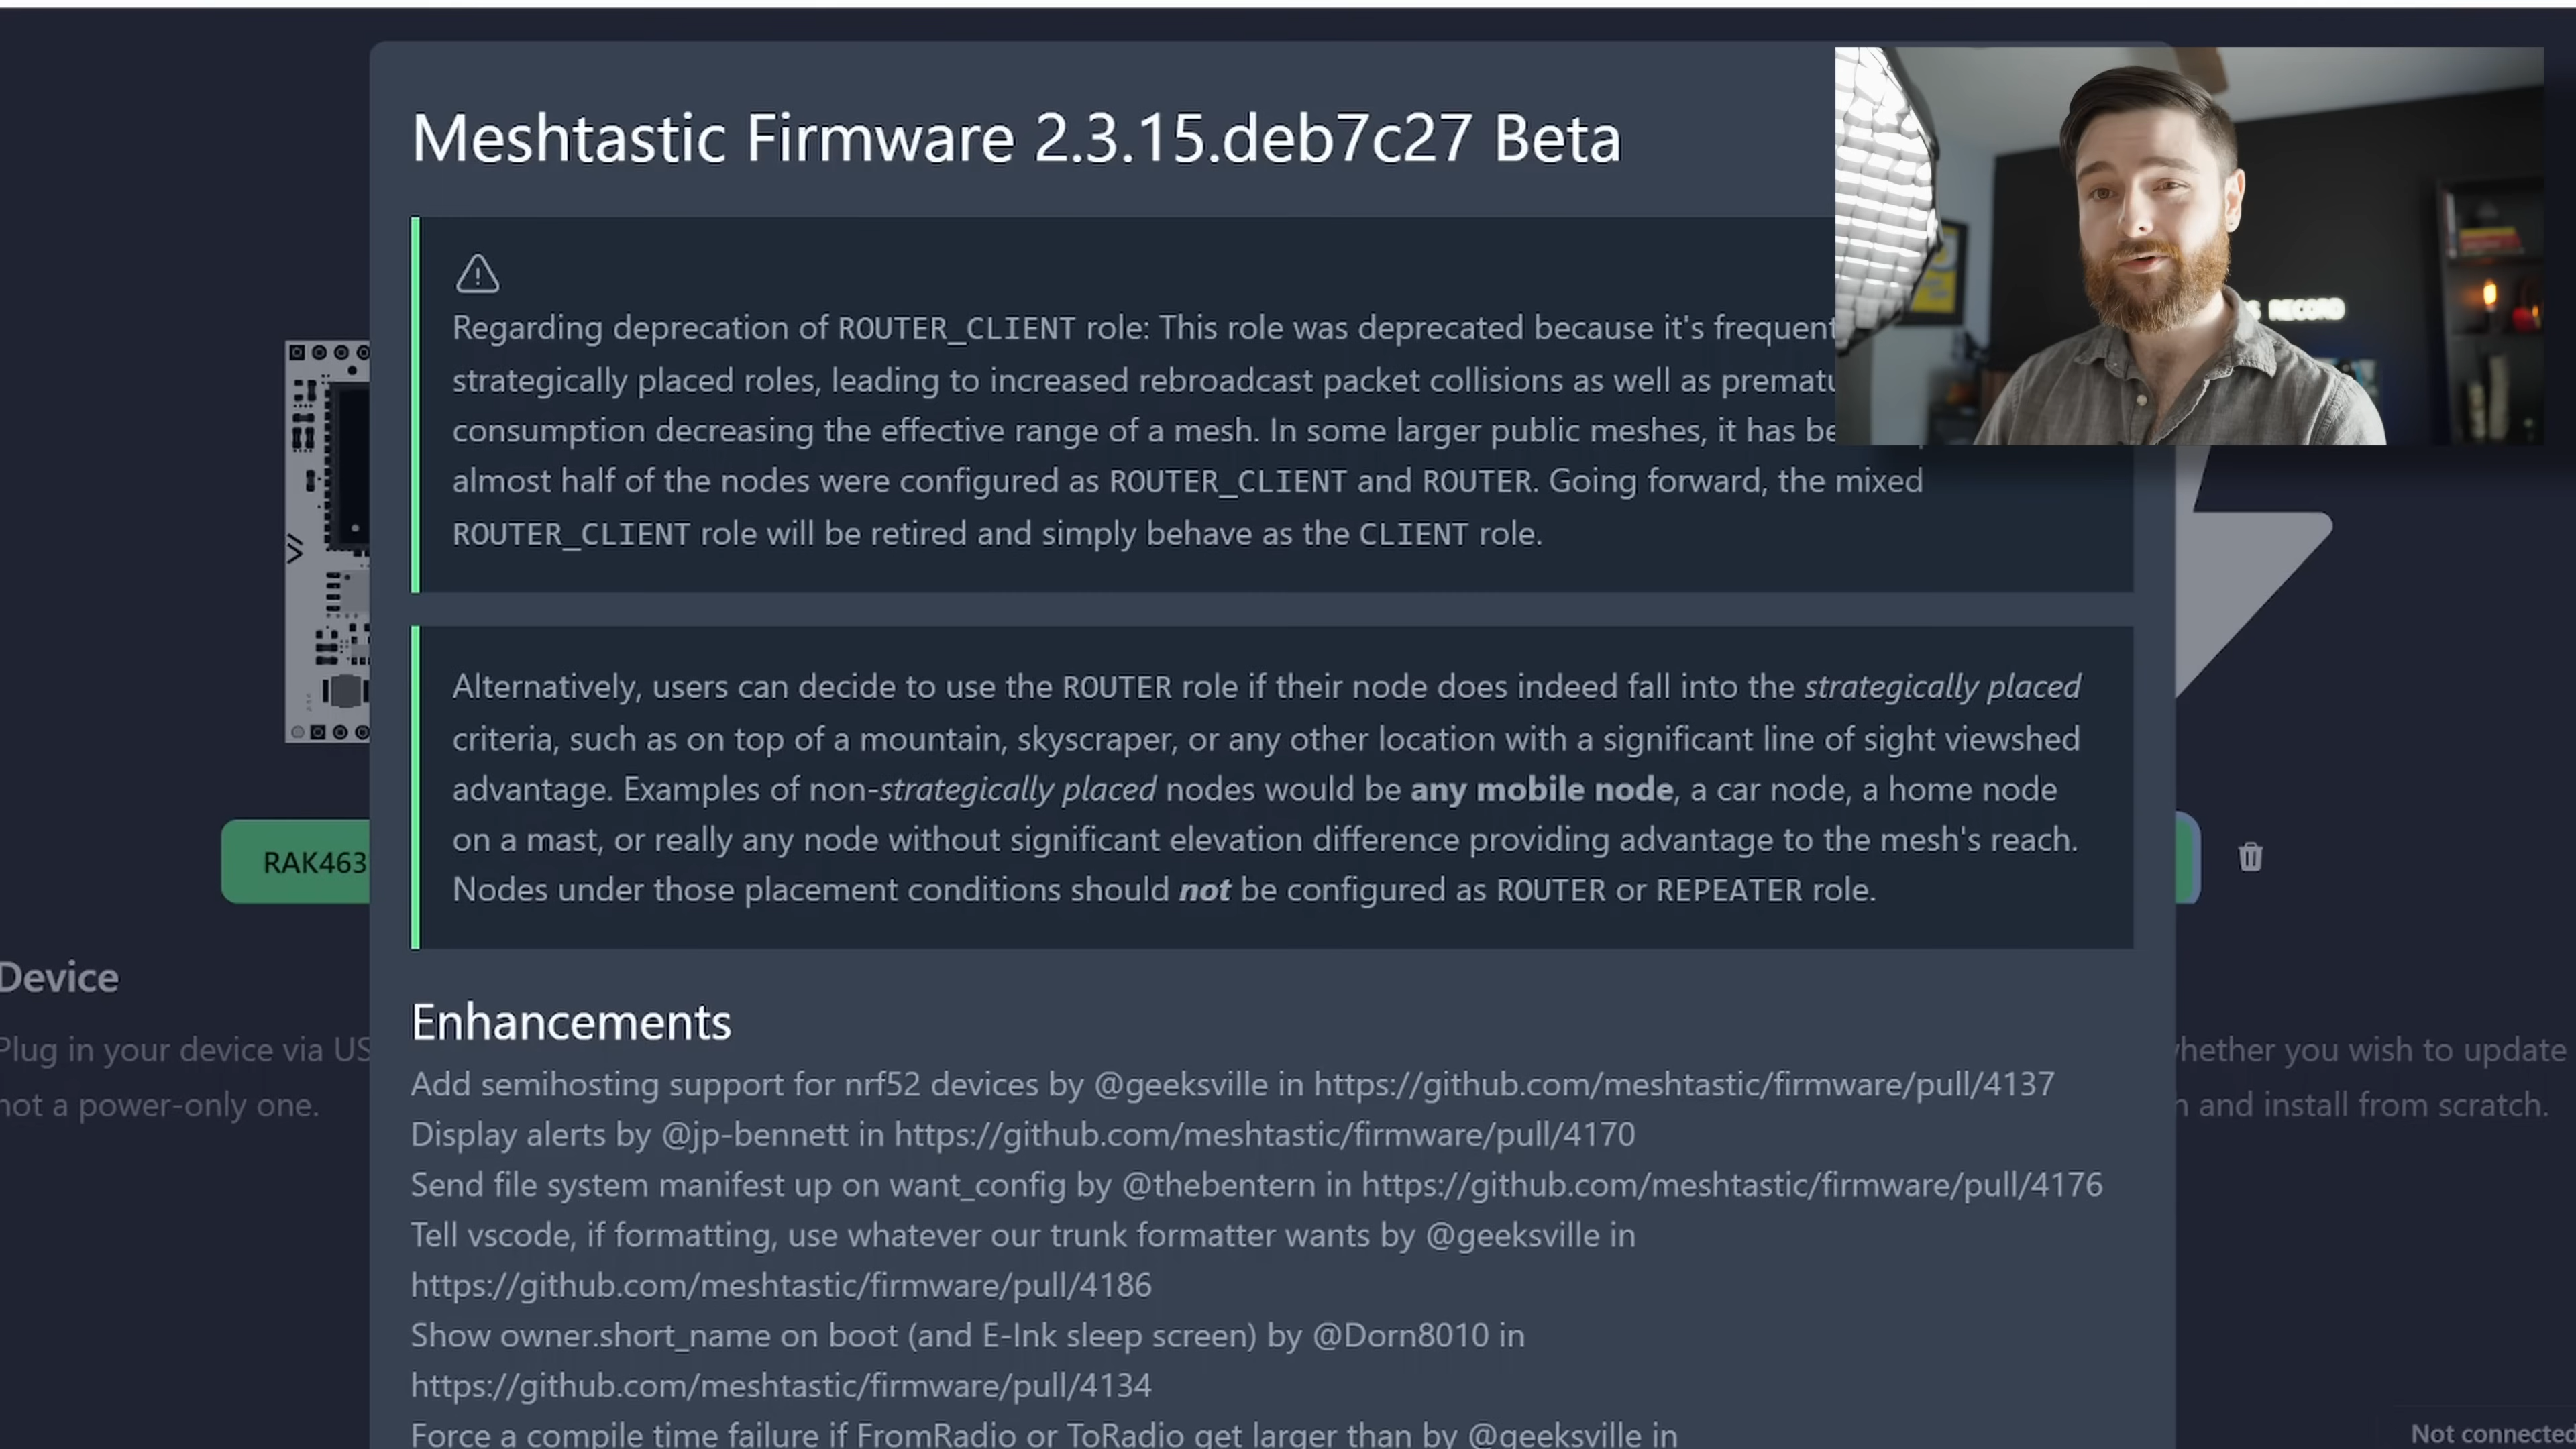 Meshtastic Firmware 2.3.15.deb7c27 Beta
Regarding deprecation of ROUTER_CLIENT role: This role was deprecated because it's
strategically placed roles, leading to increased rebroadcast packet collisions as well as
consumption decreasing the effective range of a mesh. In some larger public meshes, it has
almost half of the nodes were configured as ROUTER_CLIENT and ROUTER. Going forward, the mixed
ROUTER_CLIENT role will be retired and simply behave as the CLIENT role.
Alternatively, users can decide to use the ROUTER role if their node does indeed fall into the strategically placed
criteria, such as on top of a mountain, skyscraper, or any other location with a significant line of sight viewshed
advantage. Examples of non-strategically placed nodes would be any mobile node, a car node, a home node
on a mast, or really any node without significant elevation difference providing advantage to the mesh's reach.
Nodes under those placement conditions should not be configured as ROUTER or REPEATER role.
Enhancements
Add semihosting support for nrf52 devices by @geeksville in https://github.com/meshtastic/firmware/pull/4137
Display alerts by @jp-bennett in https://github.com/meshtastic/firmware/pull/4170
Send file system manifest up on want_config by @thebentern in https://github.com/meshtastic/firmware/pull/4176
Tell vscode, if formatting, use whatever our trunk formatter wants by @geeksville in
https://github.com/meshtastic/firmware/pull/4186
Show owner.short_name on boot (and E-Ink sleep screen) by @Dorn8010 in
https://github.com/meshtastic/firmware/pull/4134
Force a compile time failure if FromRadio or ToRadio get larger than by @geeksville in
RAK463
Device
Plug in your device via US
not a power-only one.
whether you wish to update
and install from scratch.
Not connected
RECORD